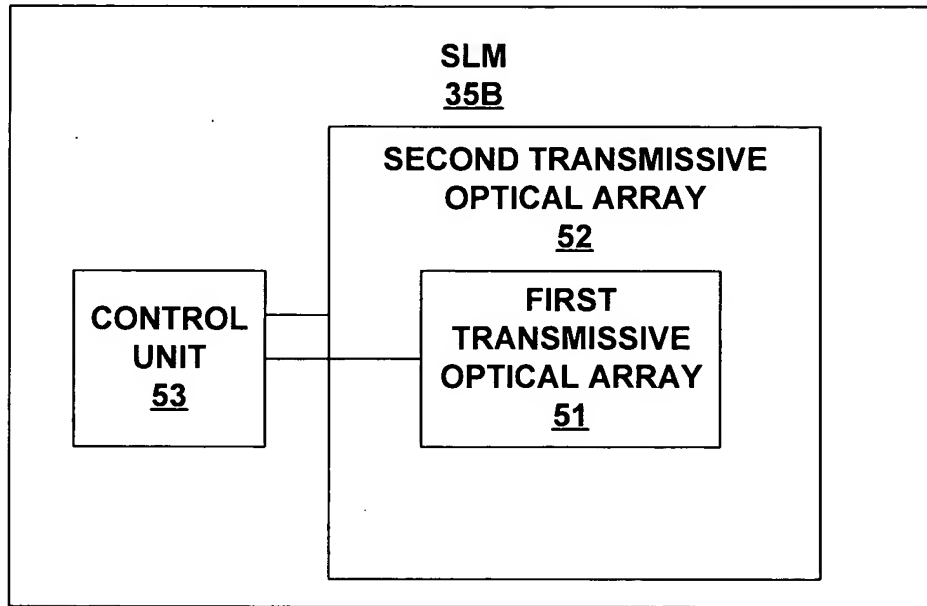 SLM
35B
SECOND TRANSMISSIVE
OPTICAL ARRAY
52
CONTROL
UNIT
53
FIRST
TRANSMISSIVE
OPTICAL ARRAY
51